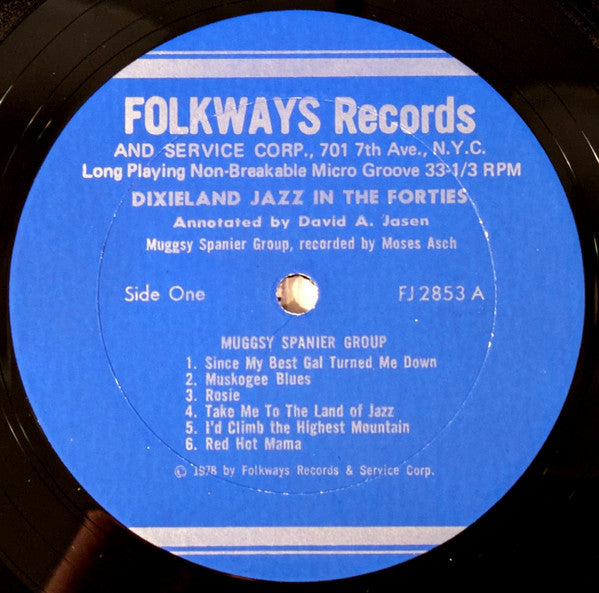 FOLKWAYS Records
AND SERVICE CORP., 701 7th Ave., N.Y.C.
Long Playing Non-Breakable Micro Groove 33-1/3 RPM
DIXIELAND JAZZ IN THE FORTIES
Annotated by David A. Jasen
Muggsy Spanier Group, recorded by Moses Asch
Side One FJ 2853 A
MUGGSY SPANIER GROUP
1. Since My Best Gal Turned Me Down
2. Muskogee Blues
3. Rosie
4. Take Me To The Land of Jazz
5. I'd Climb the Highest Mountain
6. Red Hot Mama
© 1978 by Folkways Records & Service Corp.